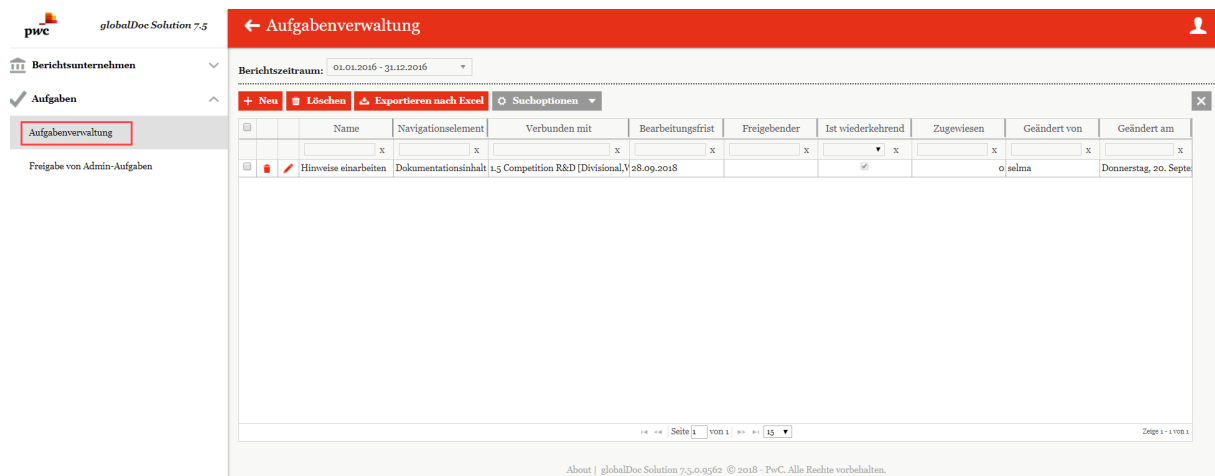 pwc
globalDoc Solution 7.5
Aufgabenverwaltung
Berichtsunternehmen
Aufgaben
Aufgabenverwaltung
Freigabe von Admin-Aufgaben
Berichtszeitraum: 01.01.2016 - 31.12.2016
Neu Löschen Exportieren nach Excel Suchoptionen
Name Navigationselement Verbunden mit Bearbeitungsfrist Freigebender Ist wiederkehrend Zugewiesen Geändert von Geändert am
x x x x x x x x x
Hinweise einarbeiten Dokumentationsinhalt 1.5 Competition R&D [Divisional, 28.09.2018 0 selma Donnerstag, 20. Septe
Seite 1 von 1 15
Zeige 1 - 1 von 1
About | globalDoc Solution 7.5.0.9562 © 2018 - PwC. Alle Rechte vorbehalten.